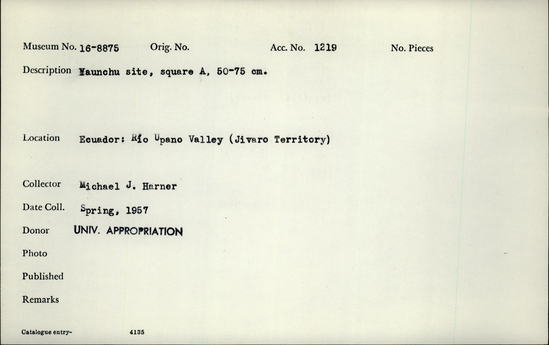 Museum No. 16-8875 Orig. No. Acc. No. 1219 No. Pieces
Description Yaunchu site, square A, 50-75 cm.
Location Ecuador: Río Upano Valley (Jivaro Territory)
Collector Michael J. Harner
Date Coll. Spring, 1957
Donor UNIV. APPROPRIATION
Photo
Published
Remarks
Catalogue entry- 4135